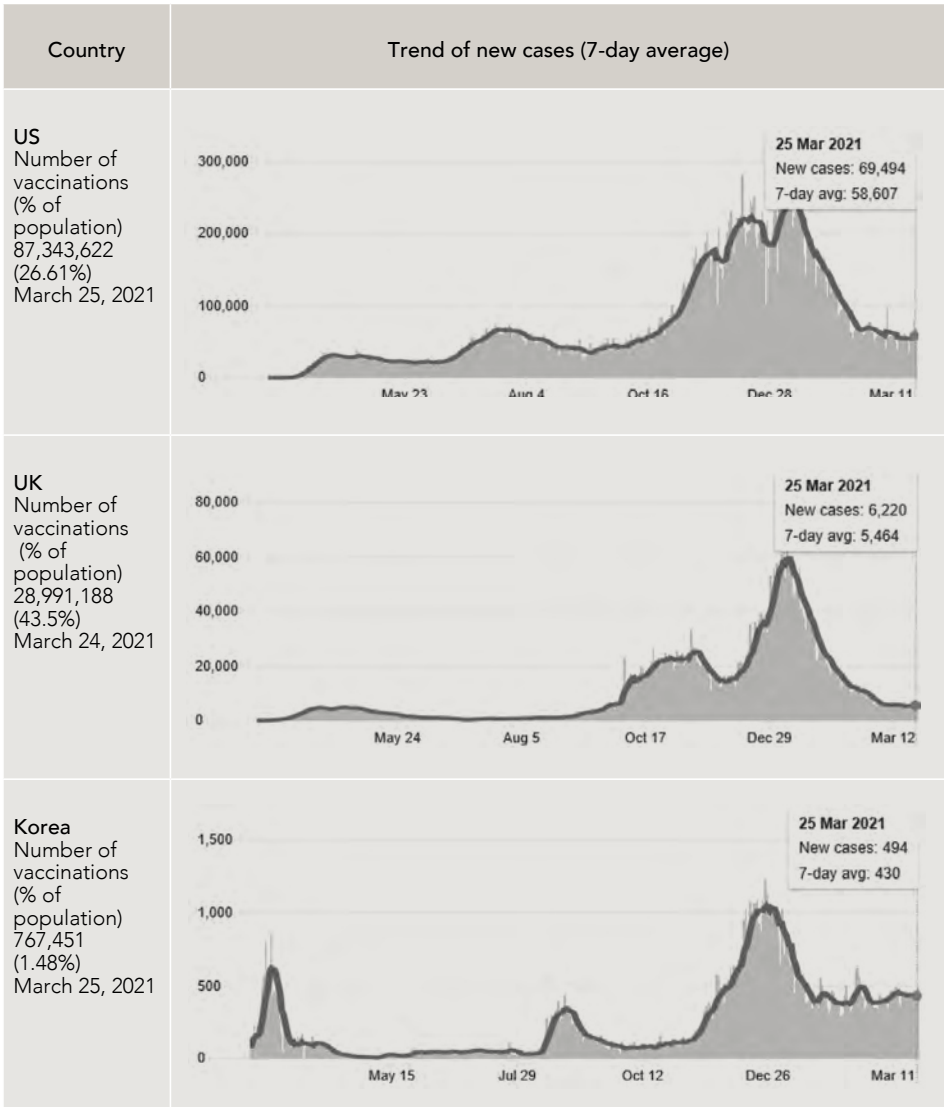 Country
Trend of new cases (7-day average)
US
Number of
vaccinations
(% of
population)
87,343,622
(26.61%)
March 25, 2021
300,000
200,000
100,000
0
25 Mar 2021
New cases: 69,494
7-day avg: 58,607
May 23 Aug 4 Oct 16 Dec 28 Mar 11
UK
Number of
vaccinations
(% of
population)
28,991,188
(43.5%)
March 24, 2021
80,000
60,000
40,000
20,000
0
25 Mar 2021
New cases: 6,220
7-day avg: 5,464
May 24 Aug 5 Oct 17 Dec 29 Mar 12
Korea
Number of
vaccinations
(% of
population)
767,451
(1.48%)
March 25, 2021
1,500
1,000
500
0
25 Mar 2021
New cases: 494
7-day avg: 430
May 15 Jul 29 Oct 12 Dec 26 Mar 11